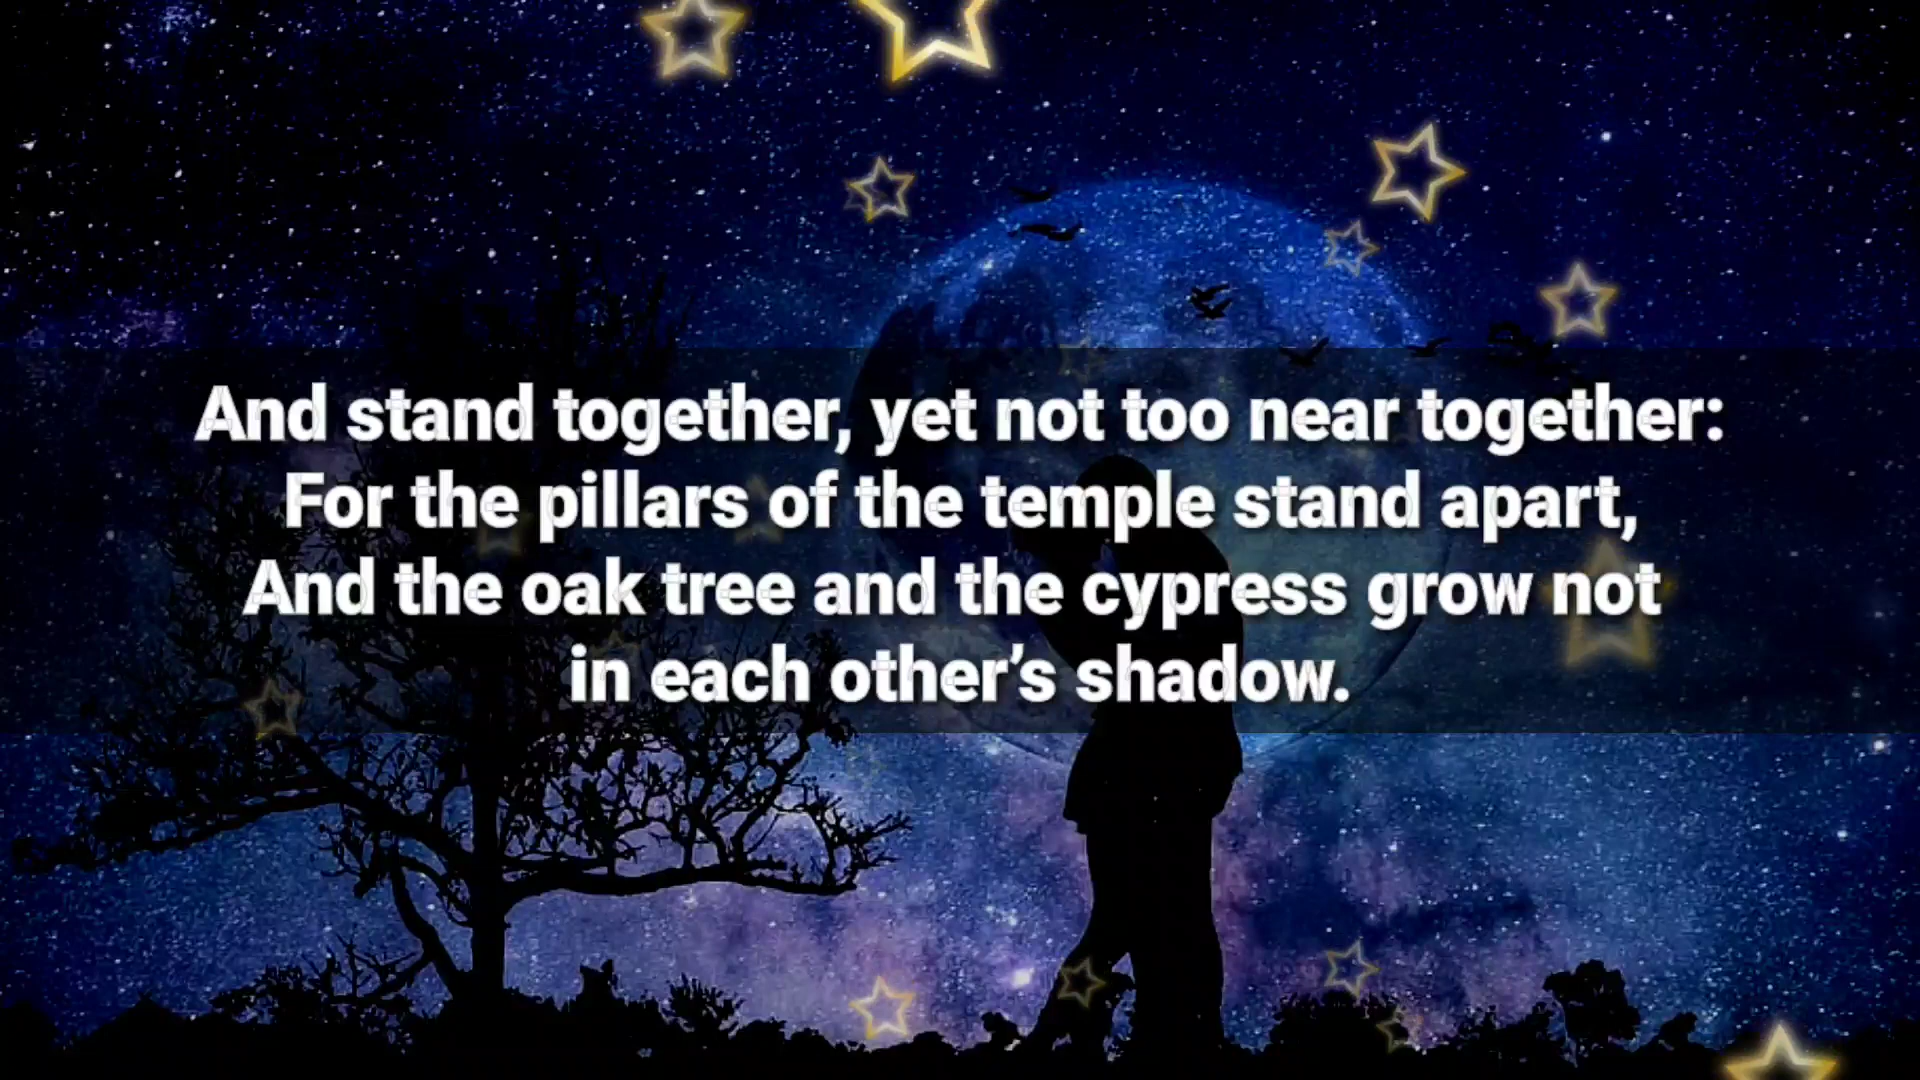 And stand together, yet not too near together:
For the pillars of the temple stand apart,
And the oak tree and the cypress grow not
in each other’s shadow.